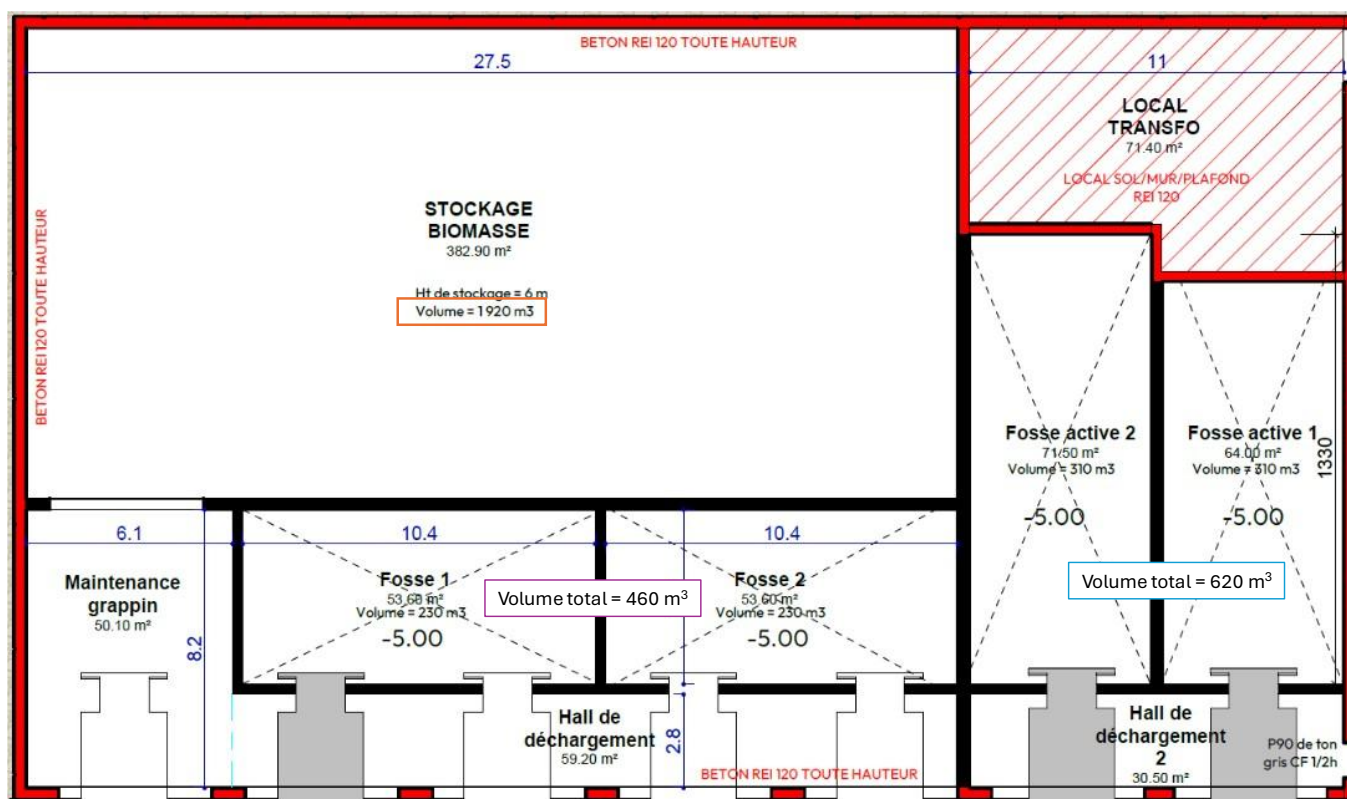 BETON REI 120 TOUTE HAUTEUR
27.5
11
LOCAL
TRANSFO
71.40 m²
LOCAL SOL/MUR/PLAFOND
REI 120
BETON REI 120 TOUTE HAUTEUR
STOCKAGE
BIOMASSE
382.90 m²
Ht de stockage = 6 m
Volume = 1920 m3
Fosse active 2
71.50 m²
Volume = 310 m3
-5.00
Fosse active 1
64.00 m²
Volume = 310 m3
-5.00
1330
6.1
10.4
10.4
Maintenance
grappin
50.10 m²
8.2
Fosse 1
53.60 m²
Volume = 230 m3
-5.00
Volume total = 460 m³
Fosse 2
53.60 m²
Volume = 230 m3
-5.00
Volume total = 620 m³
Hall de
déchargement
59.20 m²
2.8
BETON REI 120 TOUTE HAUTEUR
Hall de
déchargement
2
30.50 m²
P90 de ton
gris CF 1/2h